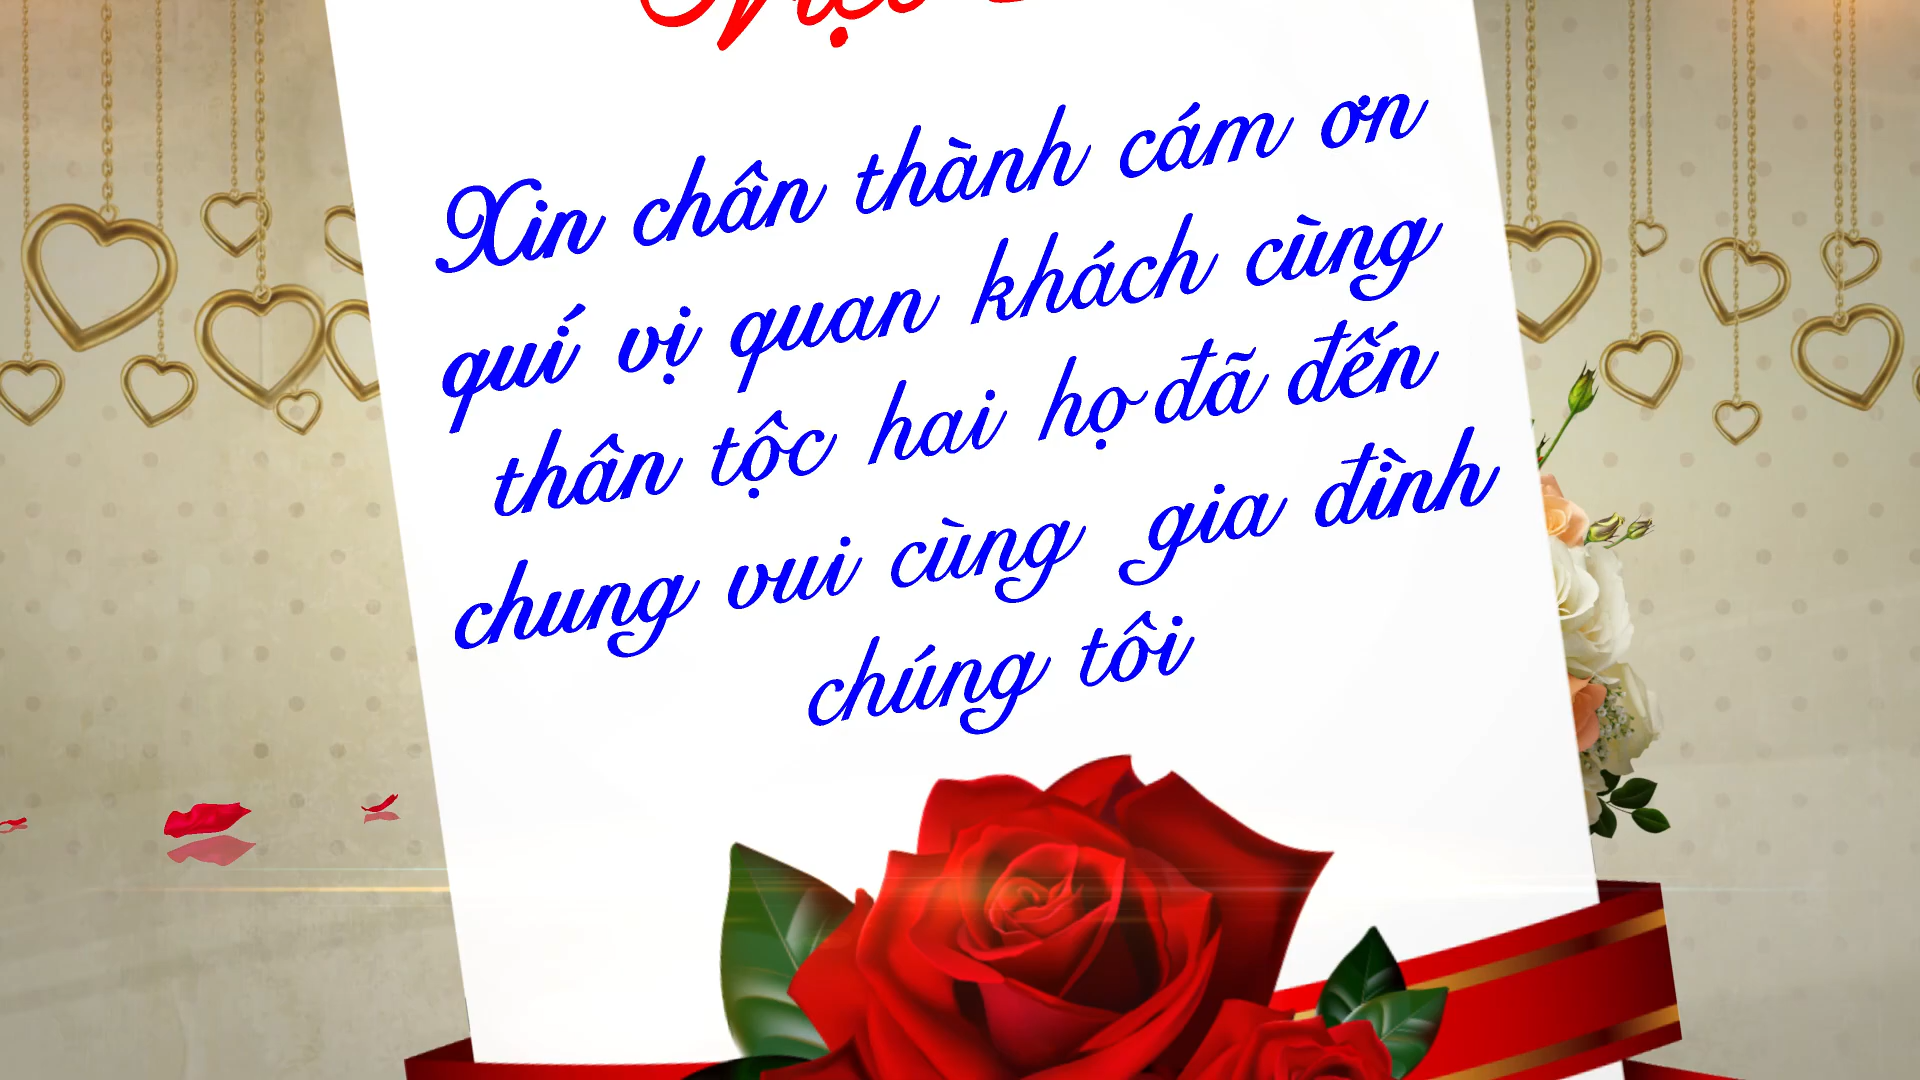 Xin chân thành cám ơn
quí vị quan khách cùng
thân tộc hai họ đã đến
chung vui cùng gia đình
chúng tôi